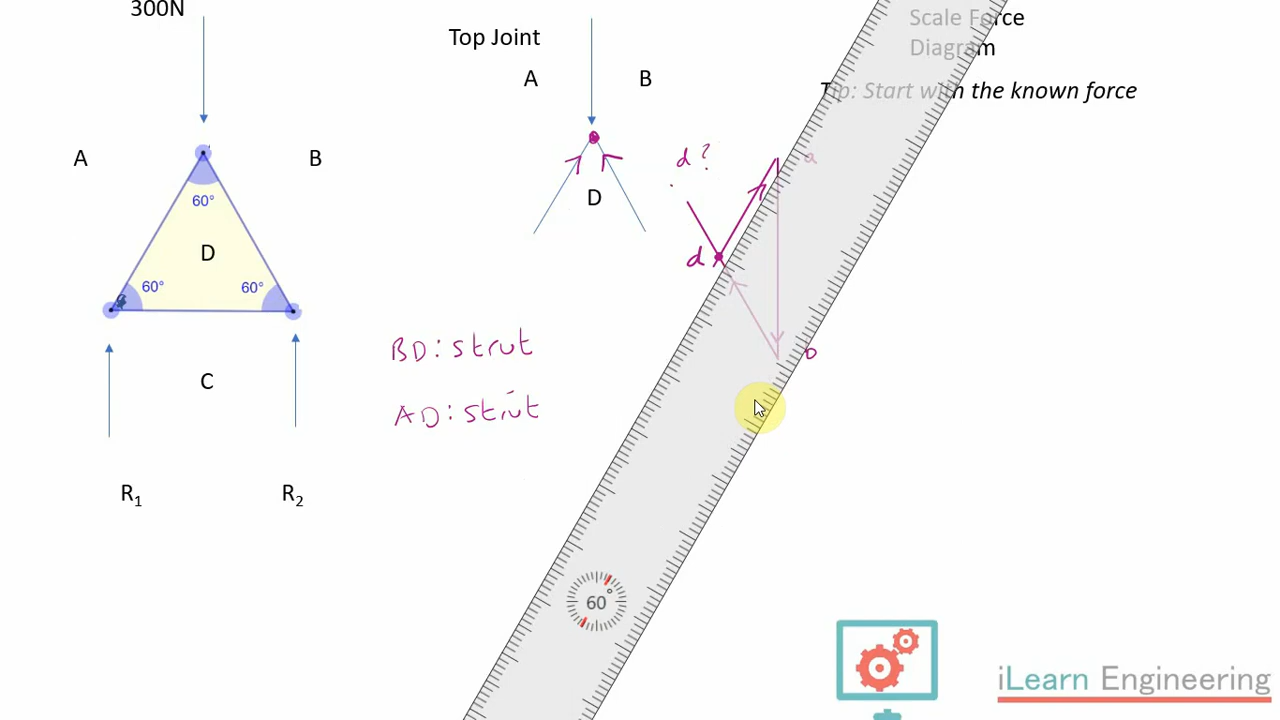 300N
A
B
60°
60°
60°
D
C
R1
R2
Top Joint
A
B
D
BD: strut
AD: strut
d?
a
d
b
60°
Scale Force
Diagram
Tip: Start with the known force
iLearn Engineering